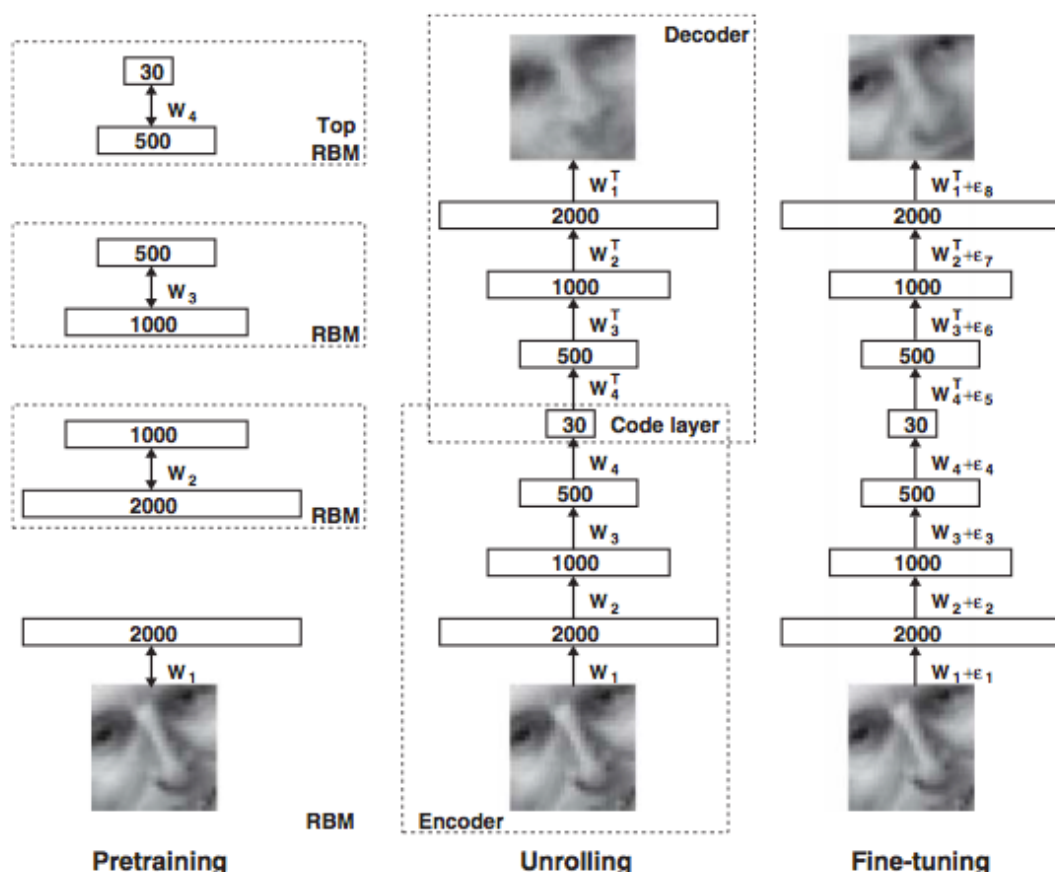 30
W₄
500
Top
RBM
500
W₃
1000
RBM
1000
W₂
2000
RBM
2000
W₁
RBM
Pretraining
Decoder
W₁ᵀ
2000
W₂ᵀ
1000
W₃ᵀ
500
W₄ᵀ
30
Code layer
W₄
500
W₃
1000
W₂
2000
W₁
Encoder
Unrolling
W₁ᵀ+ε₈
2000
W₂ᵀ+ε₇
1000
W₃ᵀ+ε₆
500
W₄ᵀ+ε₅
30
W₄+ε₄
500
W₃+ε₃
1000
W₂+ε₂
2000
W₁+ε₁
Fine-tuning